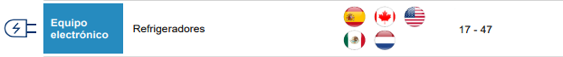 Equipo
electrónico
Refrigeradores
17 - 47